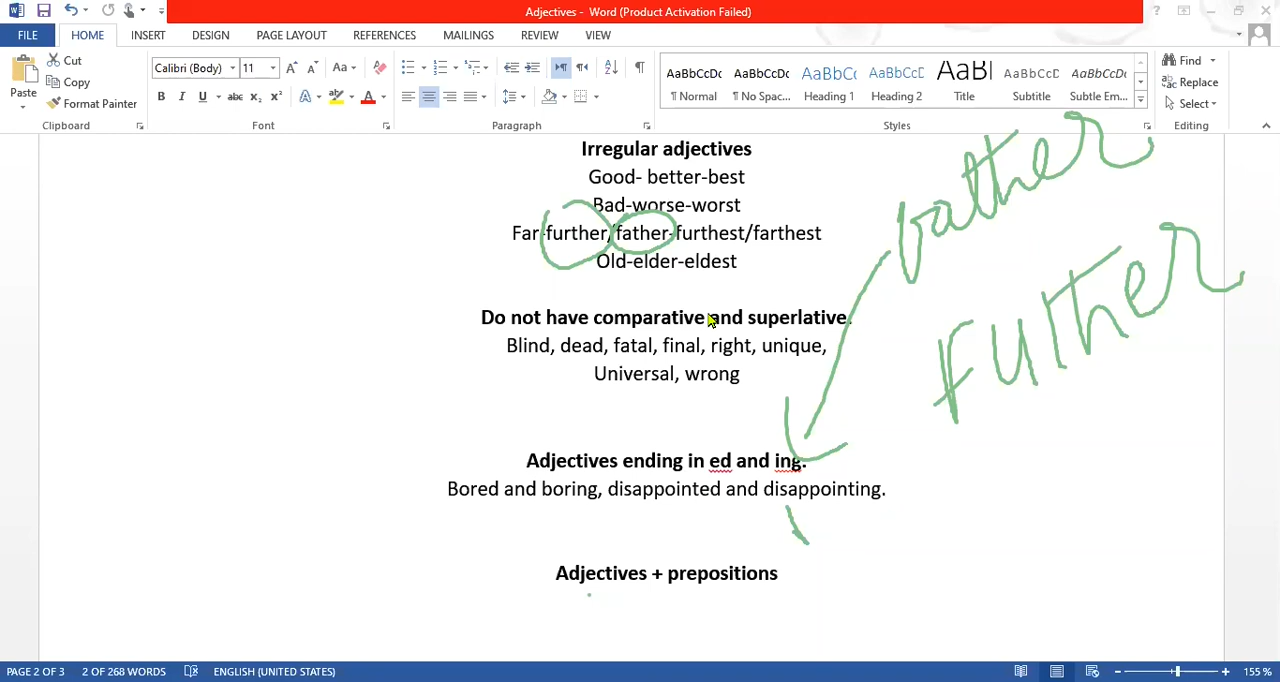 Adjectives - Word (Product Activation Failed)
FILE HOME INSERT DESIGN PAGE LAYOUT REFERENCES MAILINGS REVIEW VIEW
Paste
Cut
Copy
Format Painter
Calibri (Body) 11
AaBbCcDc AaBbCcDc AaBbCc AaBbCcD AaBl AaBbCcD AaBbCcD
¶ Normal ¶ No Spac... Heading 1 Heading 2 Title Subtitle Subtle Em...
Find
Replace
Select
Clipboard Font Paragraph Styles Editing
Irregular adjectives
Good- better-best
Bad-worse-worst
Far-further/father-furthest/farthest
Old-elder-eldest
father
Further
Do not have comparative and superlative.
Blind, dead, fatal, final, right, unique,
Universal, wrong
Adjectives ending in ed and ing.
Bored and boring, disappointed and disappointing.
Adjectives + prepositions
PAGE 2 OF 3 2 OF 268 WORDS ENGLISH (UNITED STATES) 155 %